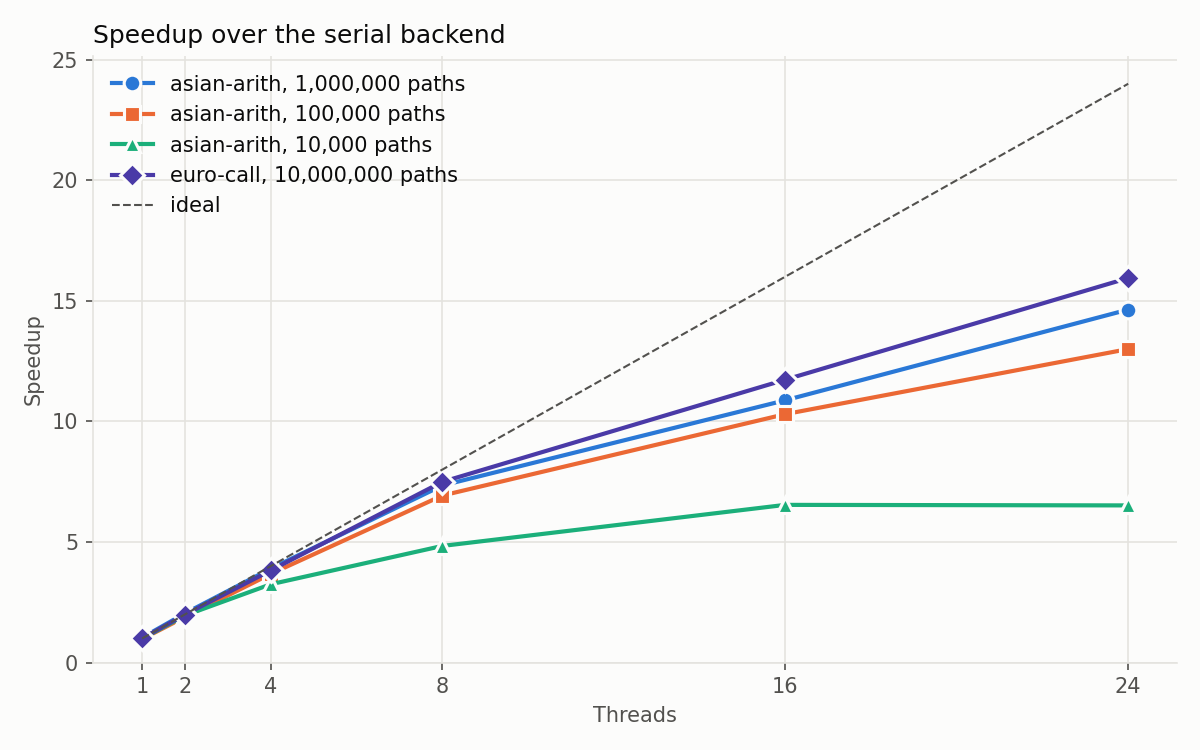 Speedup over the serial backend
25
20
15
10
5
0
Speedup
asian-arith, 1,000,000 paths
asian-arith, 100,000 paths
asian-arith, 10,000 paths
euro-call, 10,000,000 paths
ideal
1 2 4 8 16 24
Threads